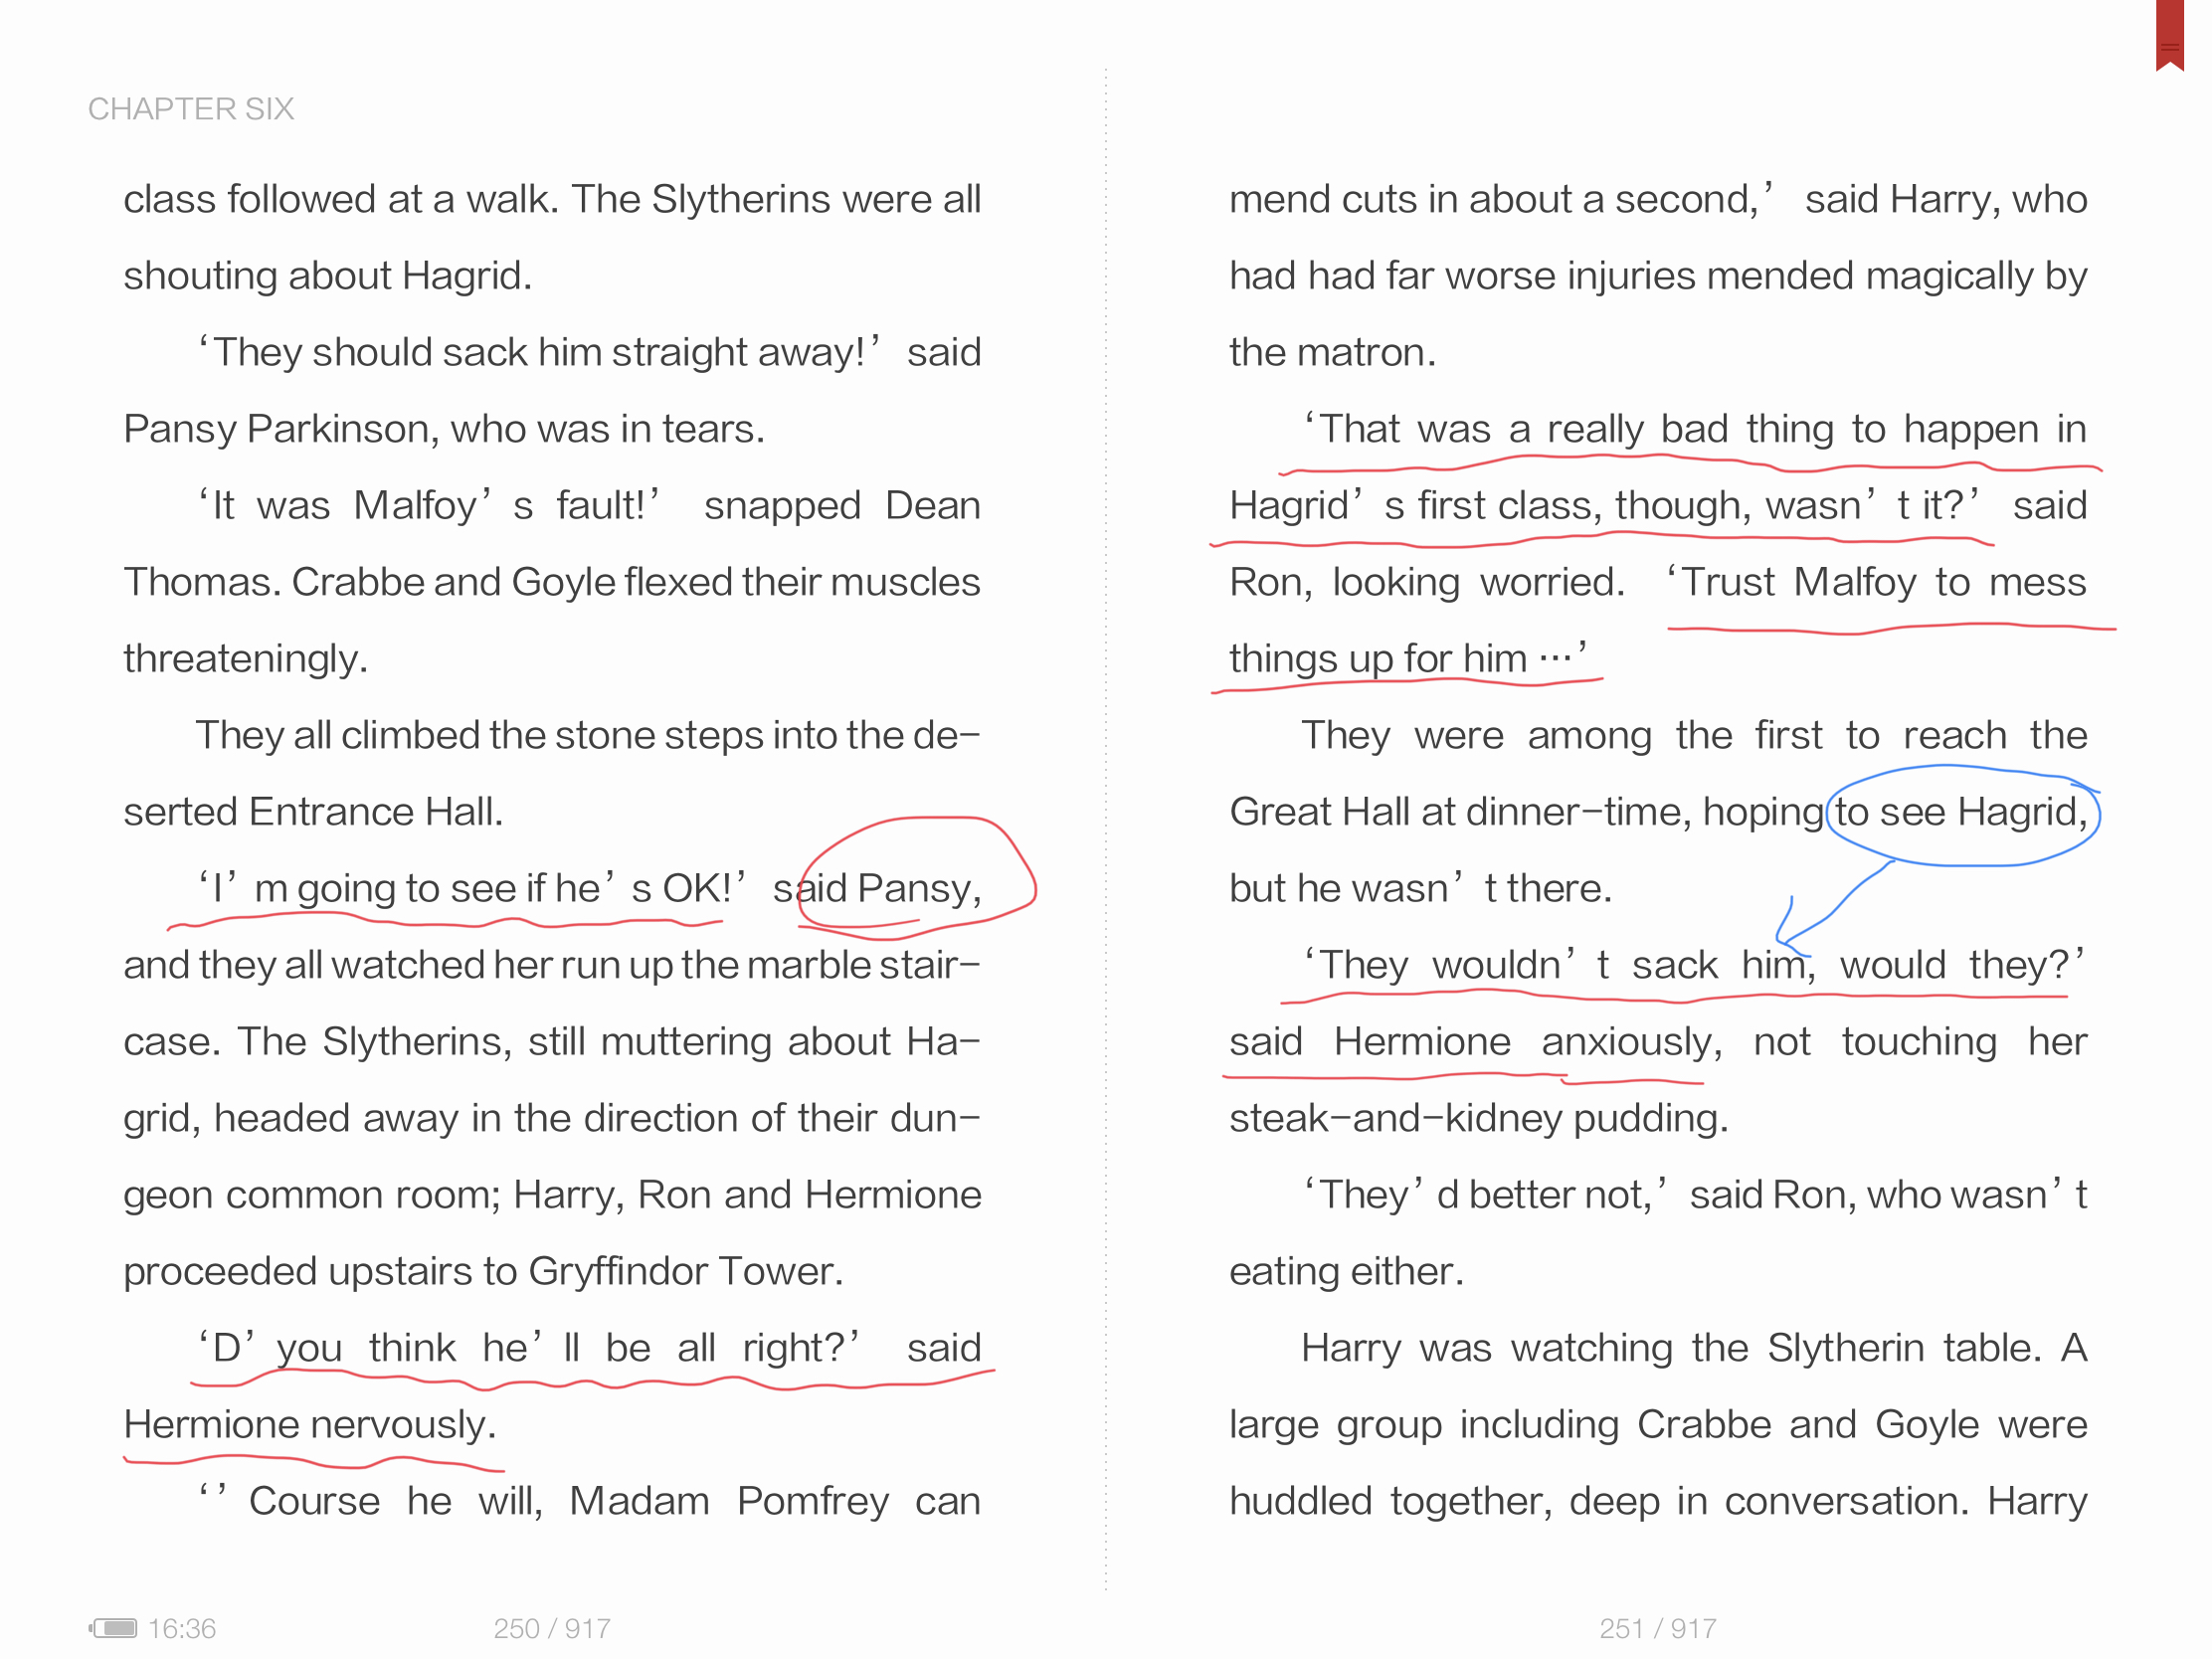 CHAPTER SIX
class followed at a walk. The Slytherins were all
shouting about Hagrid.
‘They should sack him straight away!’ said
Pansy Parkinson, who was in tears.
‘It was Malfoy’ s fault!’ snapped Dean
Thomas. Crabbe and Goyle flexed their muscles
threateningly.
They all climbed the stone steps into the de-
serted Entrance Hall.
‘I’ m going to see if he’ s OK!’ said Pansy,
and they all watched her run up the marble stair-
case. The Slytherins, still muttering about Ha-
grid, headed away in the direction of their dun-
geon common room; Harry, Ron and Hermione
proceeded upstairs to Gryffindor Tower.
‘D’ you think he’ ll be all right?’ said
Hermione nervously.
‘’ Course he will, Madam Pomfrey can
16:36
250 / 917
mend cuts in about a second,’ said Harry, who
had had far worse injuries mended magically by
the matron.
‘That was a really bad thing to happen in
Hagrid’ s first class, though, wasn’ t it?’ said
Ron, looking worried. ‘Trust Malfoy to mess
things up for him …’
They were among the first to reach the
Great Hall at dinner-time, hoping to see Hagrid,
but he wasn’ t there.
‘They wouldn’ t sack him, would they?’
said Hermione anxiously, not touching her
steak-and-kidney pudding.
‘They’ d better not,’ said Ron, who wasn’ t
eating either.
Harry was watching the Slytherin table. A
large group including Crabbe and Goyle were
huddled together, deep in conversation. Harry
251 / 917